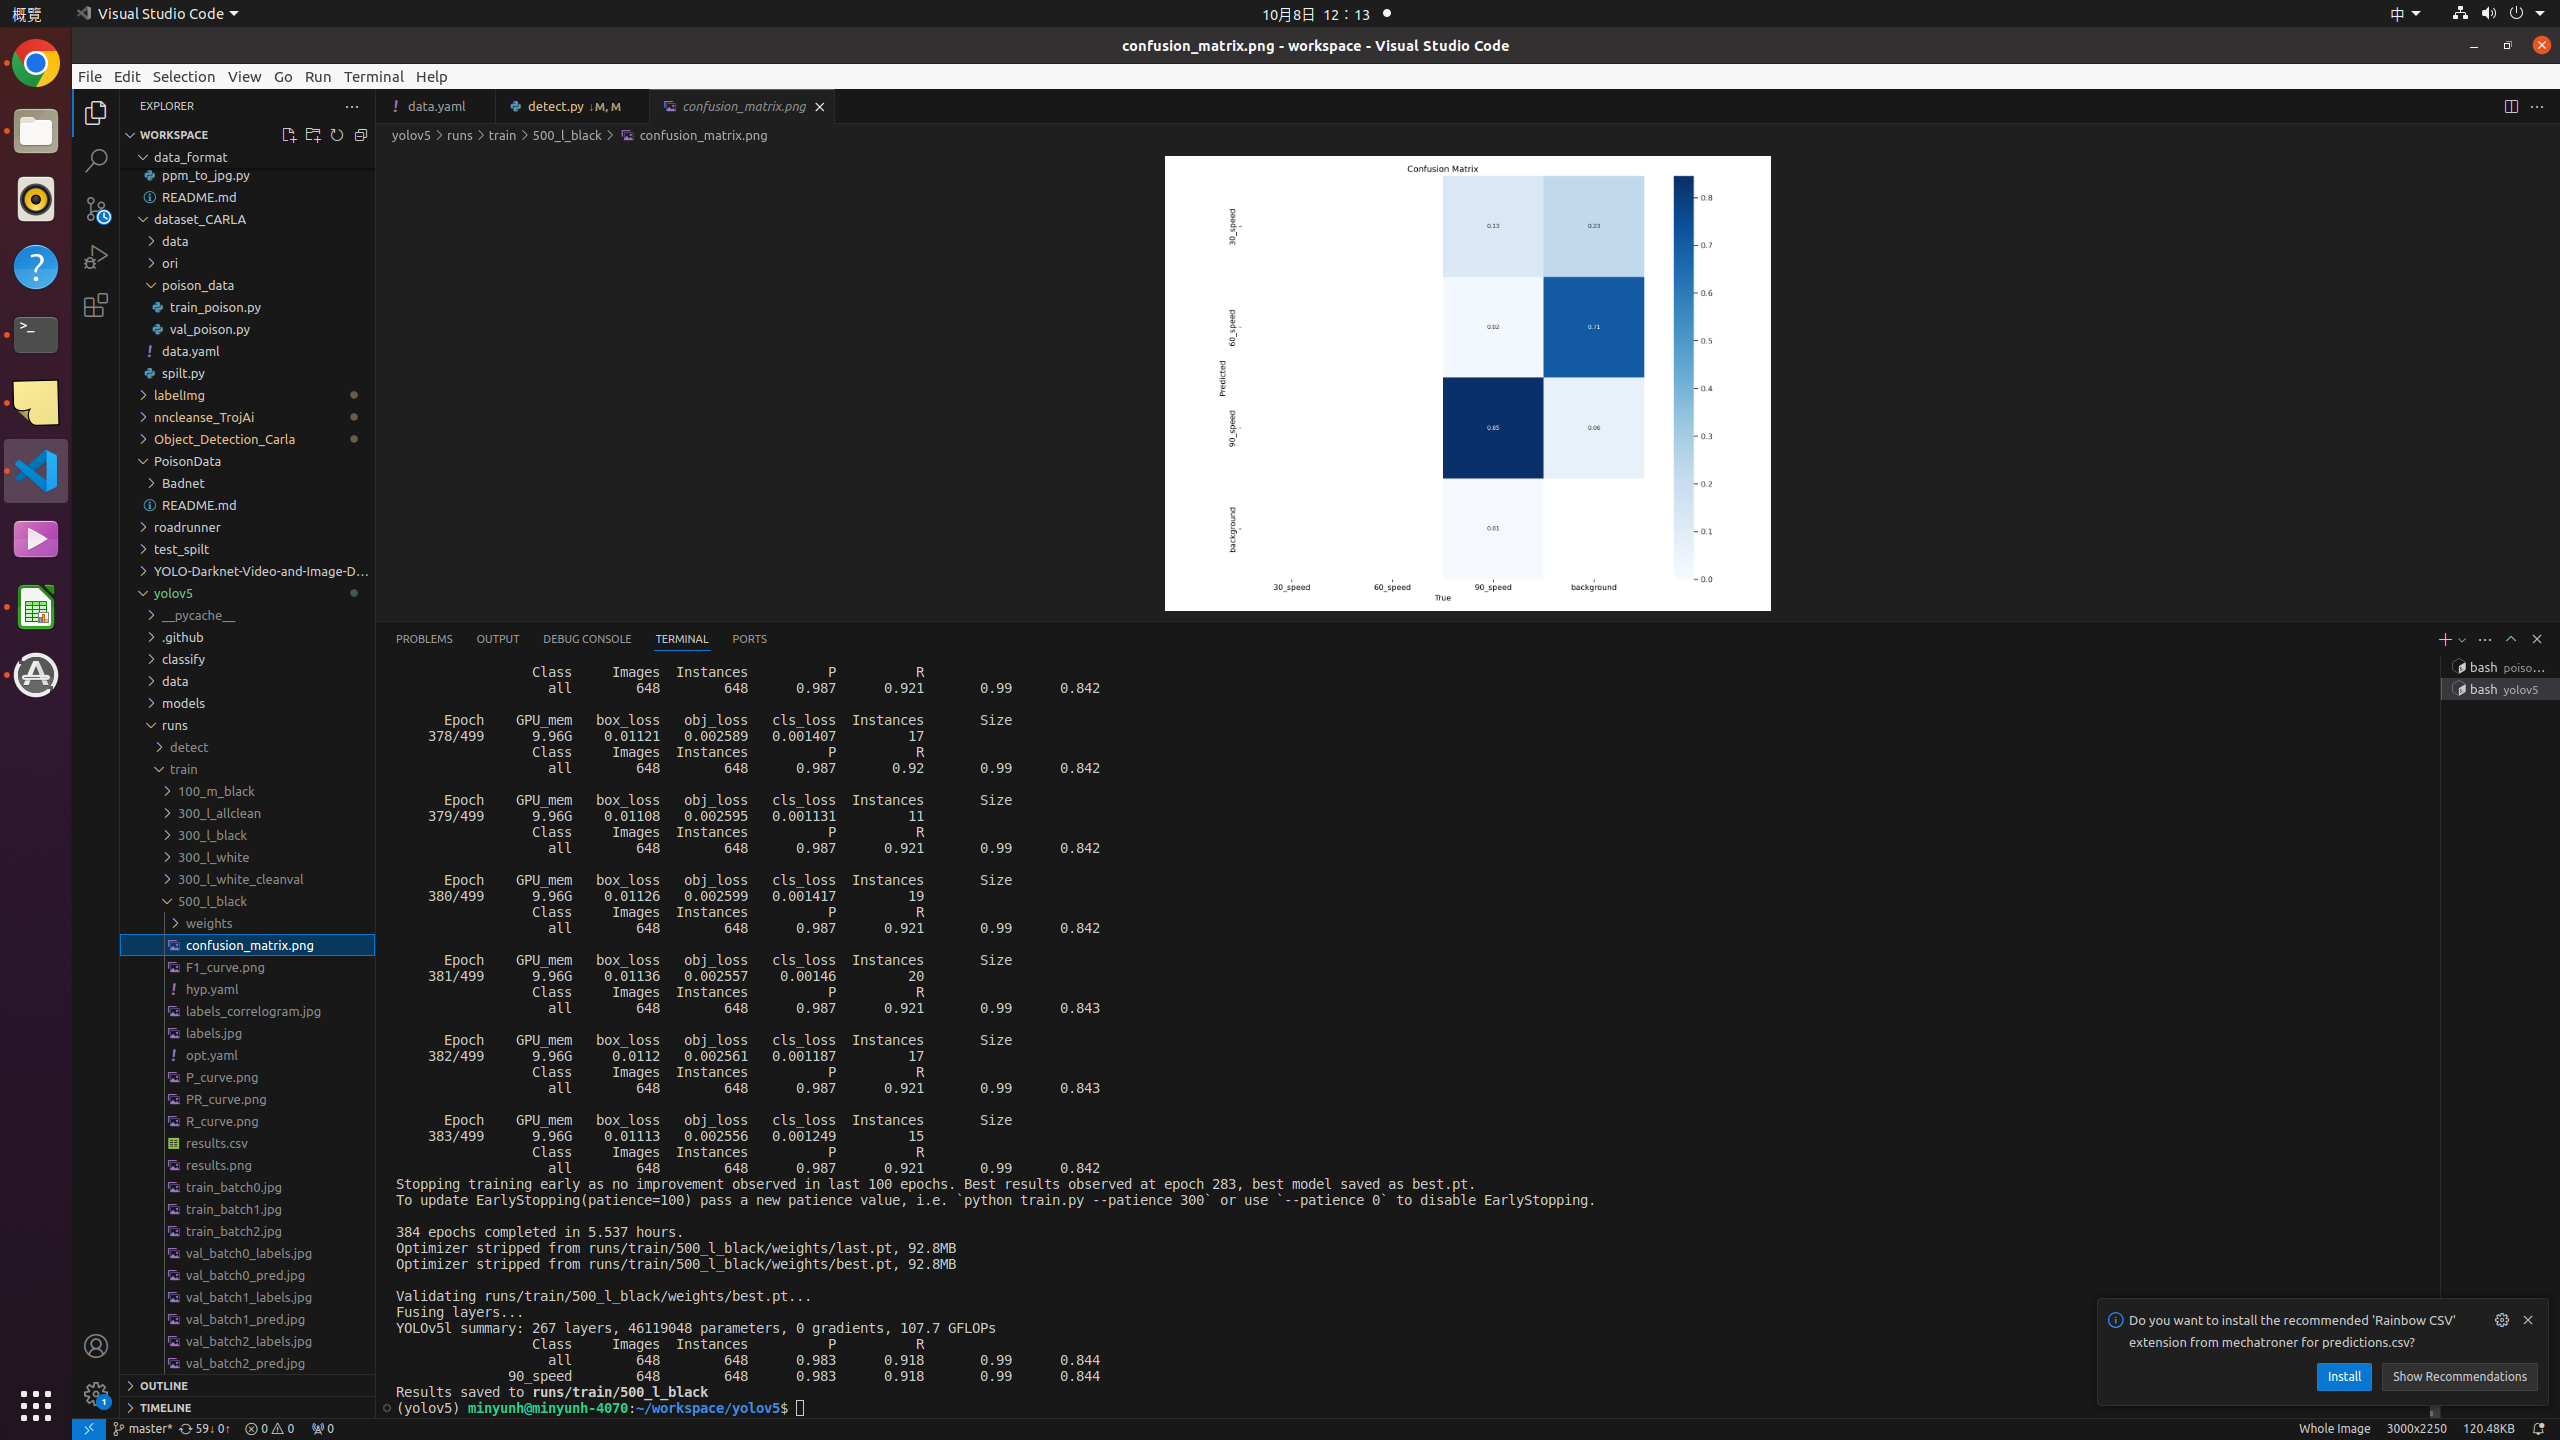 概覽
Visual Studio Code
10月8日 12：13
中
confusion_matrix.png - workspace - Visual Studio Code
File Edit Selection View Go Run Terminal Help
EXPLORER
WORKSPACE
data_format
ppm_to_jpg.py
README.md
dataset_CARLA
data
ori
poison_data
train_poison.py
val_poison.py
data.yaml
spilt.py
labelImg
nncleanse_TrojAi
Object_Detection_Carla
PoisonData
Badnet
README.md
roadrunner
test_spilt
YOLO-Darknet-Video-and-Image-D...
yolov5
__pycache__
.github
classify
data
models
runs
detect
train
100_m_black
300_l_allclean
300_l_black
300_l_white
300_l_white_cleanval
500_l_black
weights
confusion_matrix.png
F1_curve.png
hyp.yaml
labels_correlogram.jpg
labels.jpg
opt.yaml
P_curve.png
PR_curve.png
R_curve.png
results.csv
results.png
train_batch0.jpg
train_batch1.jpg
train_batch2.jpg
val_batch0_labels.jpg
val_batch0_pred.jpg
val_batch1_labels.jpg
val_batch1_pred.jpg
val_batch2_labels.jpg
val_batch2_pred.jpg
OUTLINE
TIMELINE
data.yaml
detect.py ↓M, M
confusion_matrix.png
yolov5 > runs > train > 500_l_black > confusion_matrix.png
Confusion Matrix
30_speed
60_speed
Predicted
90_speed
background
0.13 0.23
0.02 0.71
0.85 0.06
0.01
30_speed 60_speed 90_speed background
True
0.8
0.7
0.6
0.5
0.4
0.3
0.2
0.1
0.0
PROBLEMS OUTPUT DEBUG CONSOLE TERMINAL PORTS
Class Images Instances P R
all 648 648 0.987 0.921 0.99 0.842
Epoch GPU_mem box_loss obj_loss cls_loss Instances Size
378/499 9.96G 0.01121 0.002589 0.001407 17
Class Images Instances P R
all 648 648 0.987 0.92 0.99 0.842
Epoch GPU_mem box_loss obj_loss cls_loss Instances Size
379/499 9.96G 0.01108 0.002595 0.001131 11
Class Images Instances P R
all 648 648 0.987 0.921 0.99 0.842
Epoch GPU_mem box_loss obj_loss cls_loss Instances Size
380/499 9.96G 0.01126 0.002599 0.001417 19
Class Images Instances P R
all 648 648 0.987 0.921 0.99 0.842
Epoch GPU_mem box_loss obj_loss cls_loss Instances Size
381/499 9.96G 0.01136 0.002557 0.00146 20
Class Images Instances P R
all 648 648 0.987 0.921 0.99 0.843
Epoch GPU_mem box_loss obj_loss cls_loss Instances Size
382/499 9.96G 0.0112 0.002561 0.001187 17
Class Images Instances P R
all 648 648 0.987 0.921 0.99 0.843
Epoch GPU_mem box_loss obj_loss cls_loss Instances Size
383/499 9.96G 0.01113 0.002556 0.001249 15
Class Images Instances P R
all 648 648 0.987 0.921 0.99 0.842
Stopping training early as no improvement observed in last 100 epochs. Best results observed at epoch 283, best model saved as best.pt.
To update EarlyStopping(patience=100) pass a new patience value, i.e. `python train.py --patience 300` or use `--patience 0` to disable EarlyStopping.
384 epochs completed in 5.537 hours.
Optimizer stripped from runs/train/500_l_black/weights/last.pt, 92.8MB
Optimizer stripped from runs/train/500_l_black/weights/best.pt, 92.8MB
Validating runs/train/500_l_black/weights/best.pt...
Fusing layers...
YOLOv5l summary: 267 layers, 46119048 parameters, 0 gradients, 107.7 GFLOPs
Class Images Instances P R
all 648 648 0.983 0.918 0.99 0.844
90_speed 648 648 0.983 0.918 0.99 0.844
Results saved to runs/train/500_l_black
(yolov5) minyunh@minyunh-4070:~/workspace/yolov5$
bash poiso...
bash yolov5
Do you want to install the recommended 'Rainbow CSV'
extension from mechatroner for predictions.csv?
Install
Show Recommendations
1
master* 59↓ 0↑ 0 0 0
Whole Image 3000x2250 120.48KB